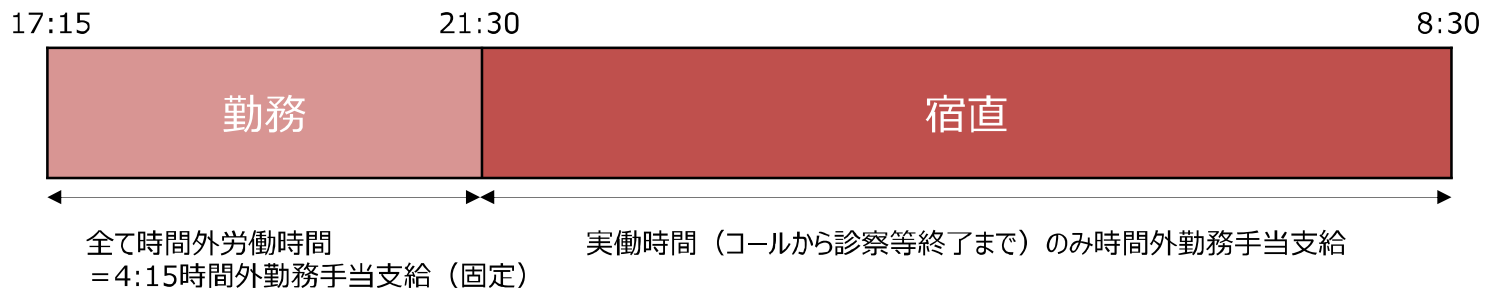 17:15 21:30 8:30
勤務 宿直
全て時間外労働時間
=4:15時間外勤務手当支給（固定）
実働時間（コールから診察等終了まで）のみ時間外勤務手当支給